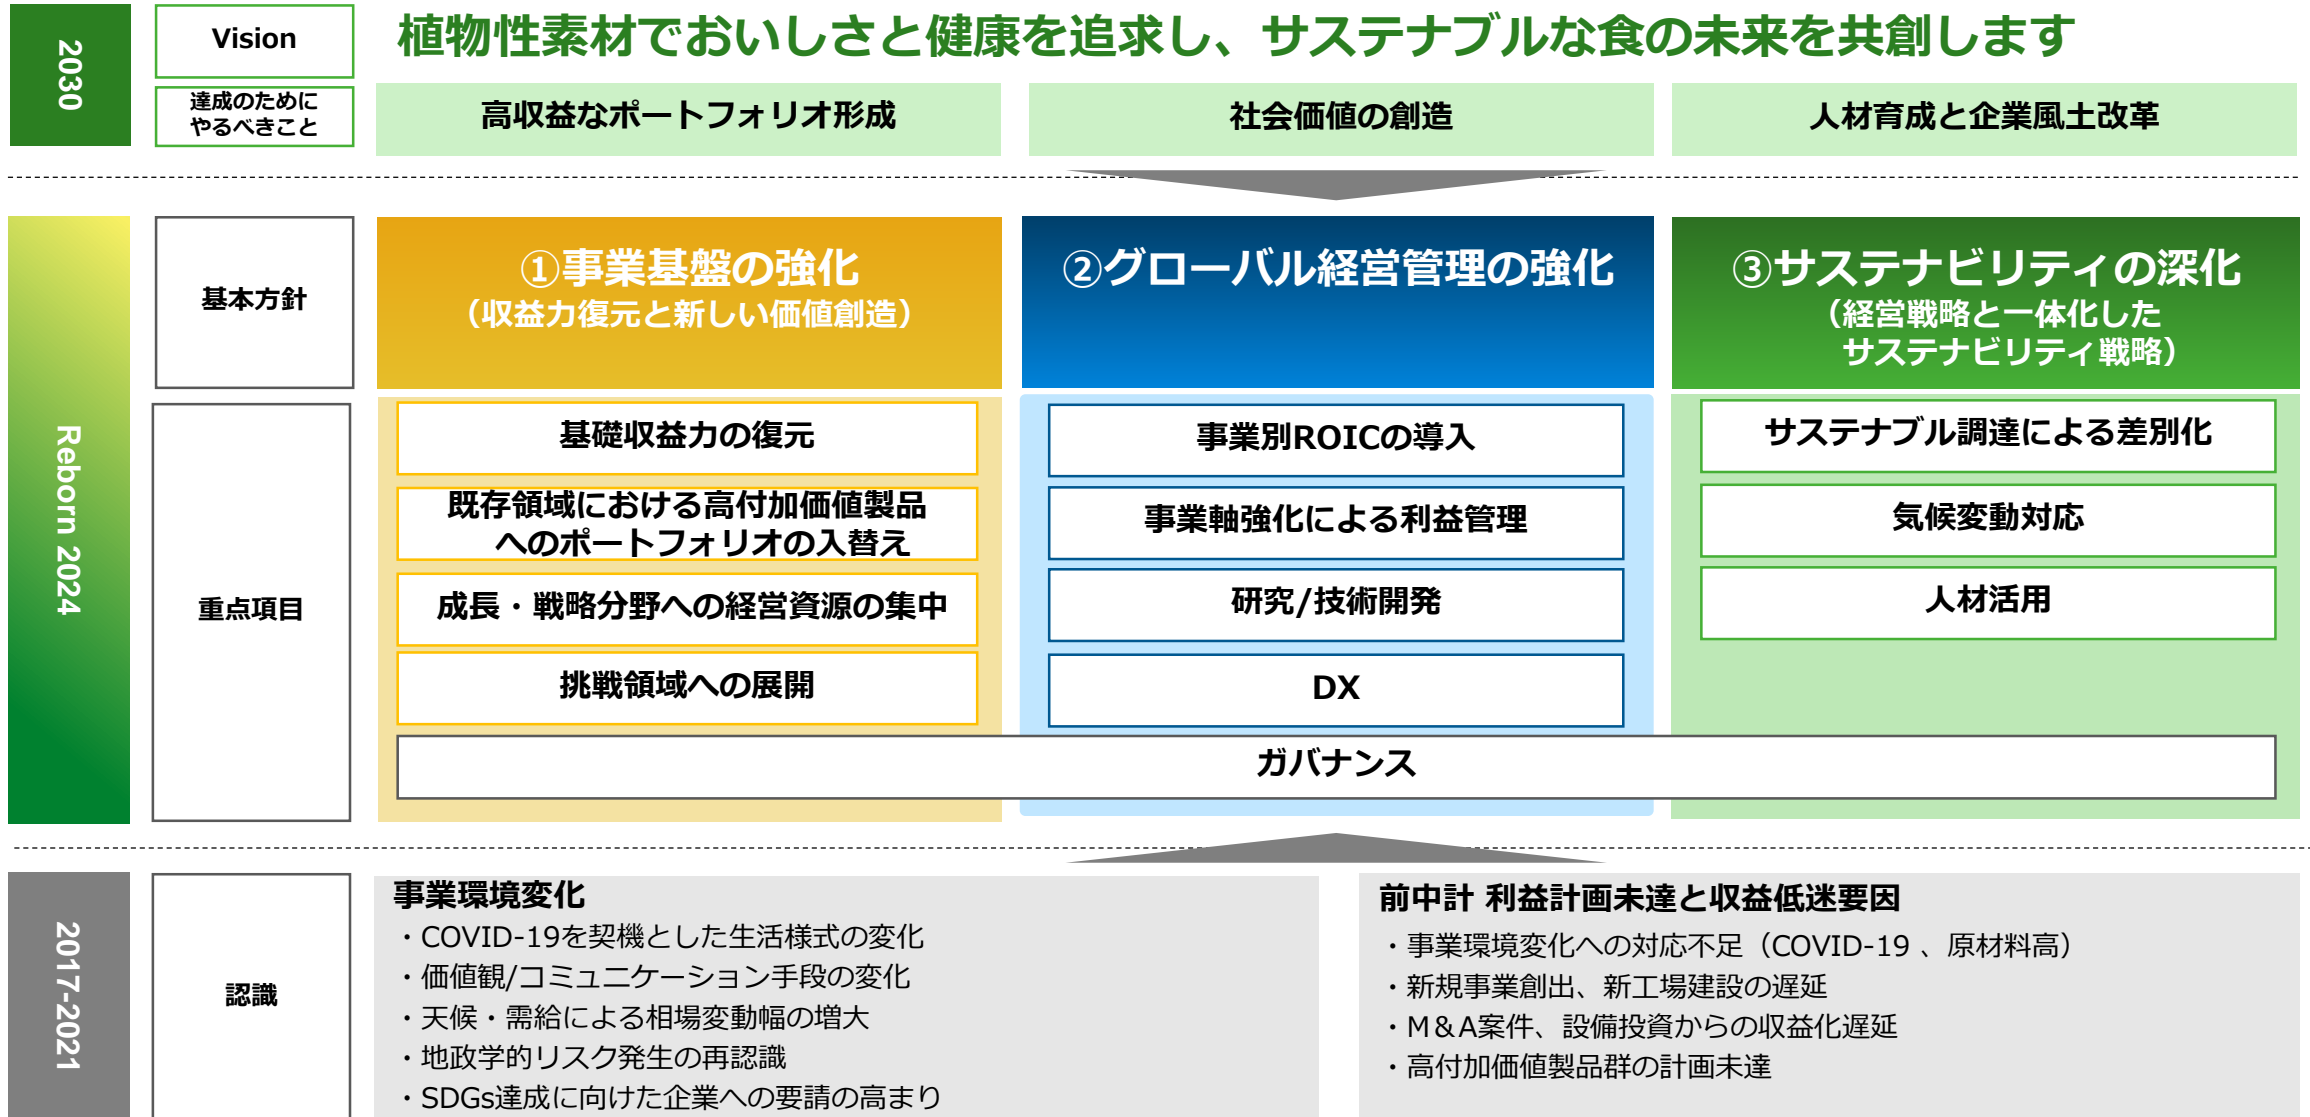 2030
Vision
植物性素材でおいしさと健康を追求し、サステナブルな食の未来を共創します
達成のために
やるべきこと
高収益なポートフォリオ形成
社会価値の創造
人材育成と企業風土改革
Reborn 2024
基本方針
①事業基盤の強化
（収益力復元と新しい価値創造）
②グローバル経営管理の強化
③サステナビリティの深化
（経営戦略と一体化した
サステナビリティ戦略）
重点項目
基礎収益力の復元
既存領域における高付加価値製品
へのポートフォリオの入替え
成長・戦略分野への経営資源の集中
挑戦領域への展開
事業別ROICの導入
事業軸強化による利益管理
研究/技術開発
DX
サステナブル調達による差別化
気候変動対応
人材活用
ガバナンス
2017-2021
認識
事業環境変化
・COVID-19を契機とした生活様式の変化
・価値観/コミュニケーション手段の変化
・天候・需給による相場変動幅の増大
・地政学的リスク発生の再認識
・SDGs達成に向けた企業への要請の高まり
前中計 利益計画未達と収益低迷要因
・事業環境変化への対応不足（COVID-19 、原材料高）
・新規事業創出、新工場建設の遅延
・M＆A案件、設備投資からの収益化遅延
・高付加価値製品群の計画未達